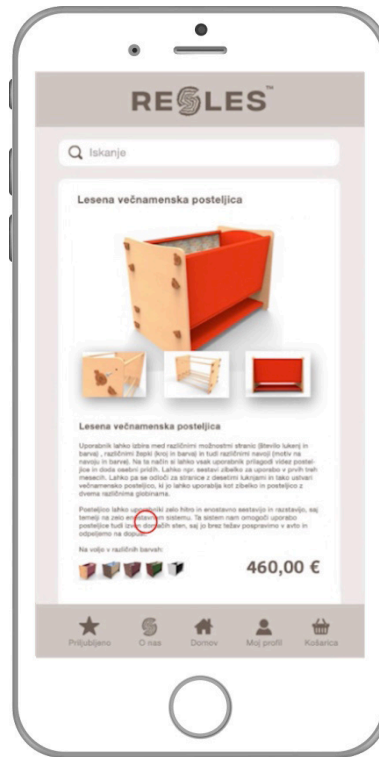 RESLES™
Iskanje
Lesena večnamenska posteljica
Lesena večnamenska posteljica
Uporabnik lahko izbira med različnimi možnostmi stranic (število lukenj in
barva) , različnimi žepki (kroj in barva) in tudi različnimi navoji (motiv na
navoju in barve). Na ta način si lahko vsak uporabnik prilagodi videz postel-
jice in doda osebni pridih. Lahko npr. sestavi zibelko za uporabo v prvih treh
mesecih. Lahko pa se odloči za stranice z desetimi luknjami in tako ustvari
večnamensko posteljico, ki jo lahko uporablja kot zibelko in posteljico z
dvema različnima globinama.
Posteljico lahko uporabniki zelo hitro in enostavno sestavijo in razstavijo, saj
temelji na zelo enostavnem sistemu. Ta sistem nam omogoči uporabo
posteljice tudi izven domačih sten, saj jo brez težav pospravimo v avto in
odpeljemo na dopust.
Na voljo v različnih barvah:
460,00 €
Priljubljeno
O nas
Domov
Moj profil
Košarica